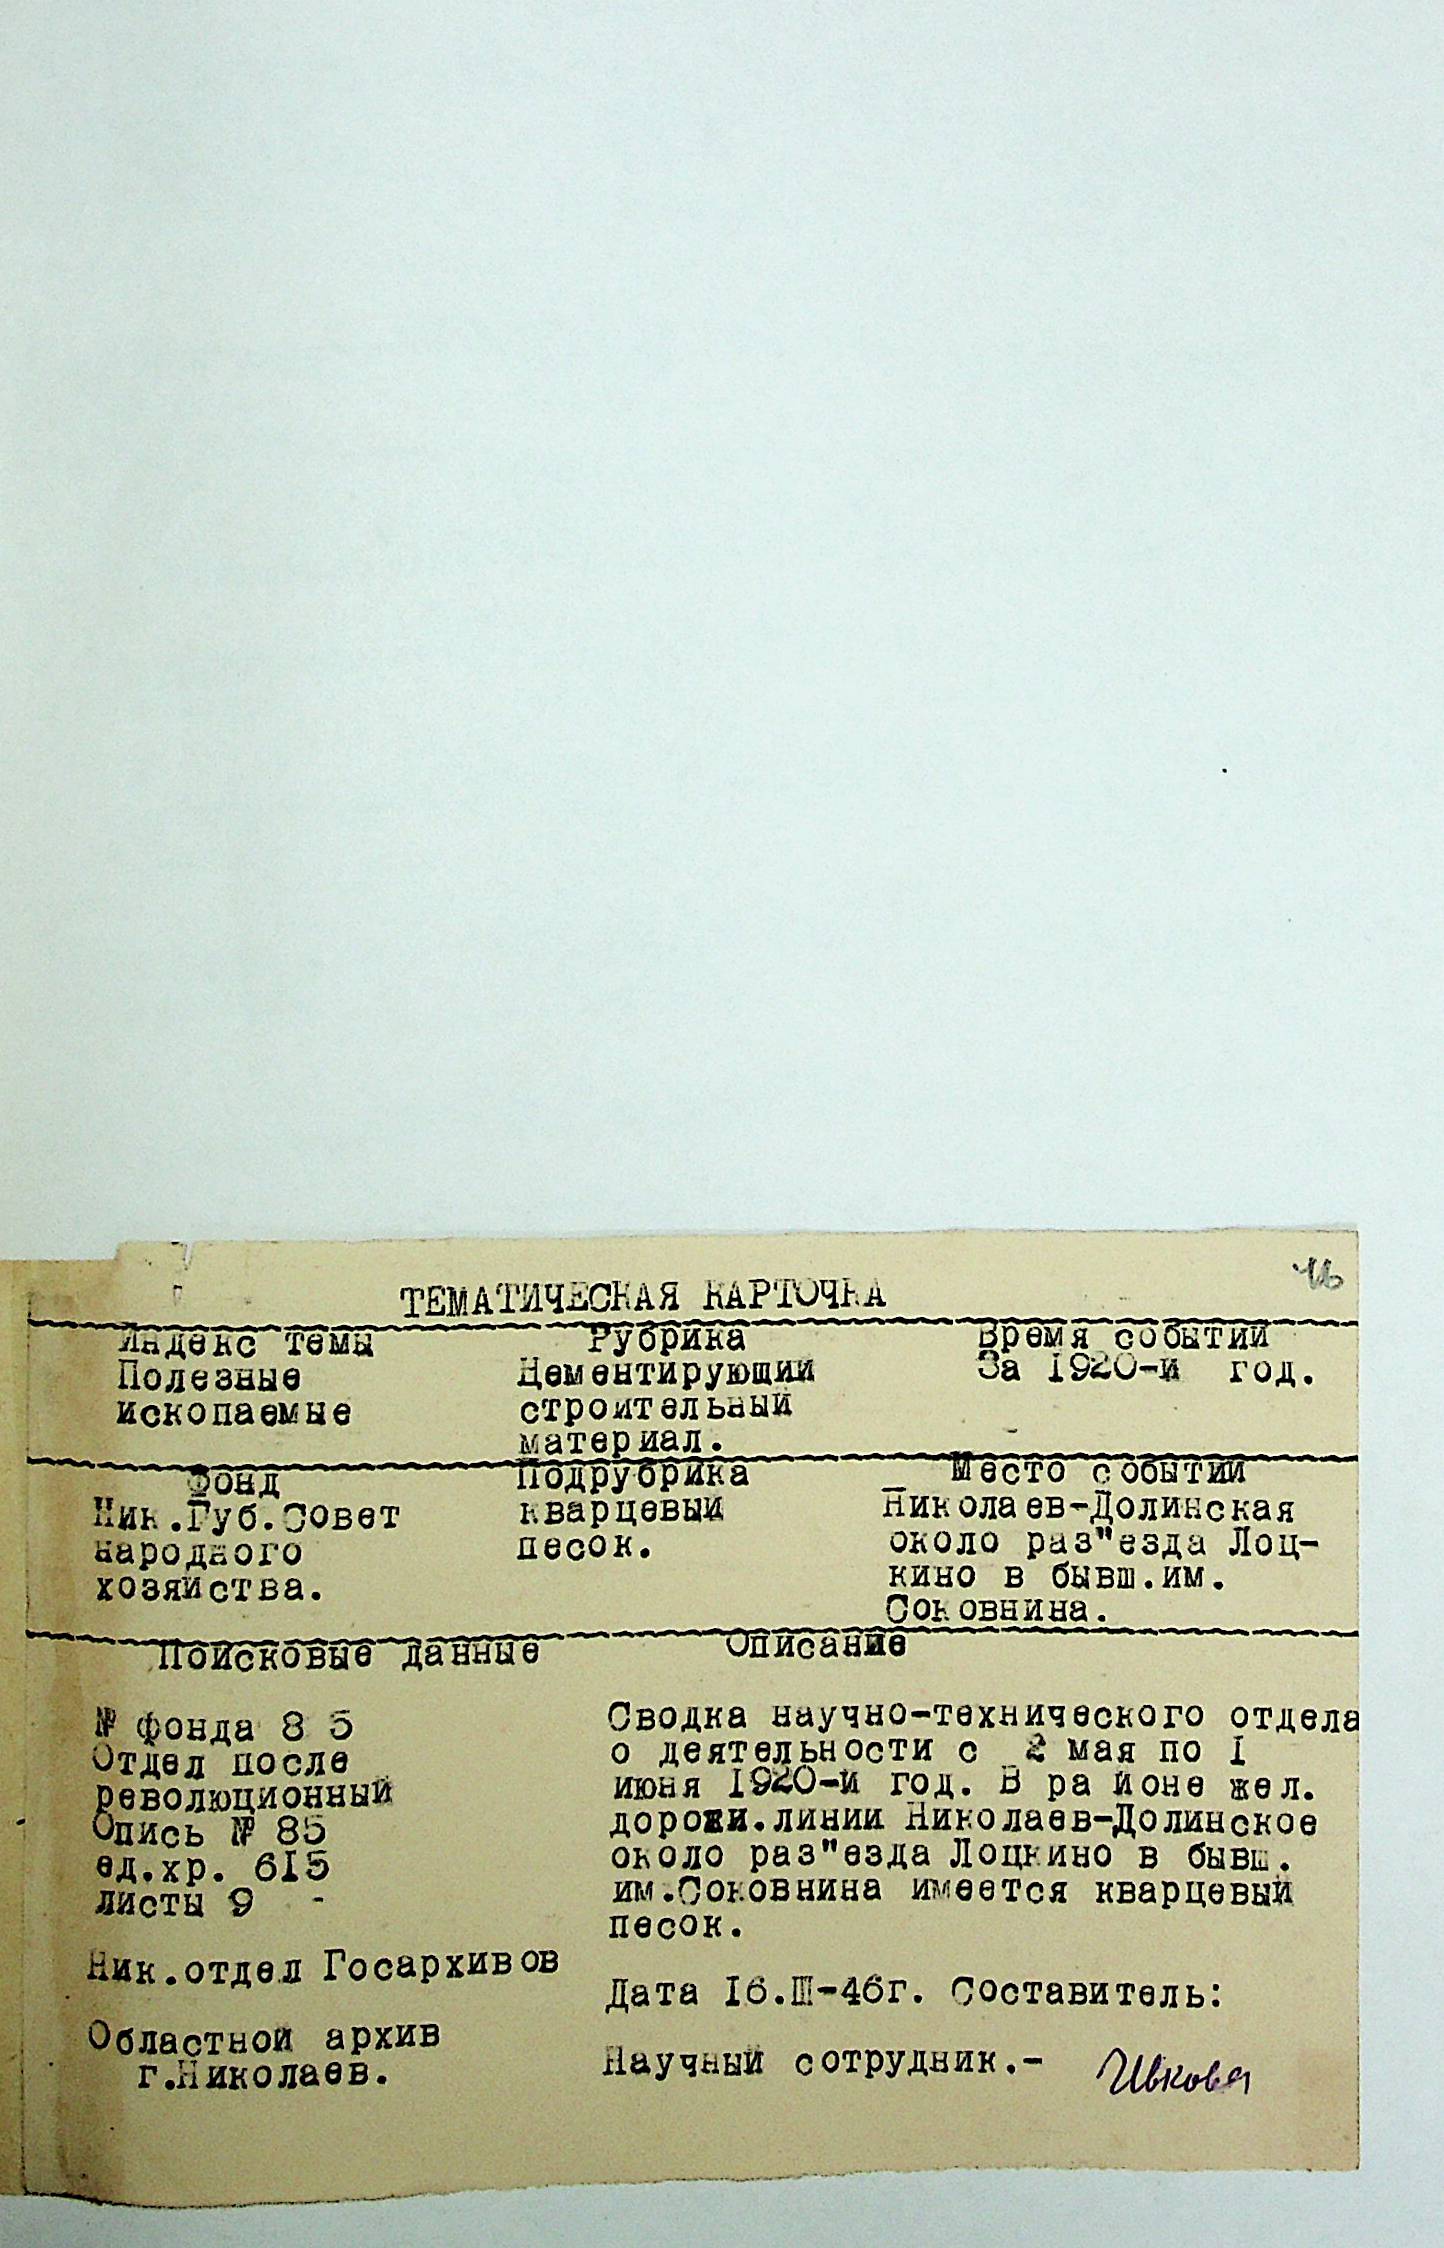 16
ТЕМАТИЧЕСКАЯ КАРТОЧКА
Индекс темы
Полезные
ископаемые
Рубрика
Цементирующий
строительный
материал.
Время событий
За 1920-й год.
Фонд
Ник.Губ.Совет
народного
хозяйства.
Подрубрика
кварцевый
песок.
Место событий
Николаев-Долинская
около раз"езда Лоц-
кино в бывш.им.
Соковнина.
Поисковые данные
№ фонда 8 5
Отдел после
революционный
Опись № 85
ед.хр. 615
листы 9 -
Ник.отдел Госархивов
Областной архив
г.Николаев.
Описание
Сводка научно-технического отдела
о деятельности с 2 мая по I
июня 1920-й год. В ра йоне жел.
дорожи.линии Николаев-Долинское
около раз"езда Лоцкино в бывш.
им.Соковнина имеется кварцевый
песок.
Дата 16.III-46г. Составитель:
Научный сотрудник.- Ивкова